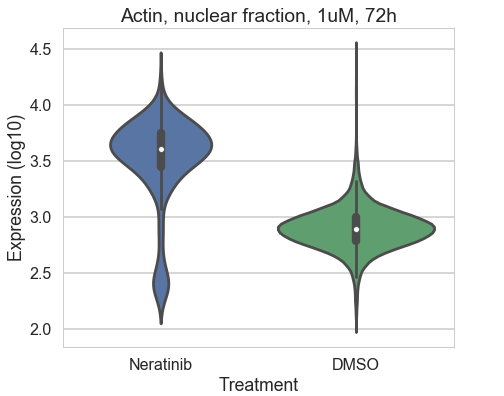 Actin, nuclear fraction, 1uM, 72h
Expression (log10)
4.5
4.0
3.5
3.0
2.5
2.0
Neratinib DMSO
Treatment